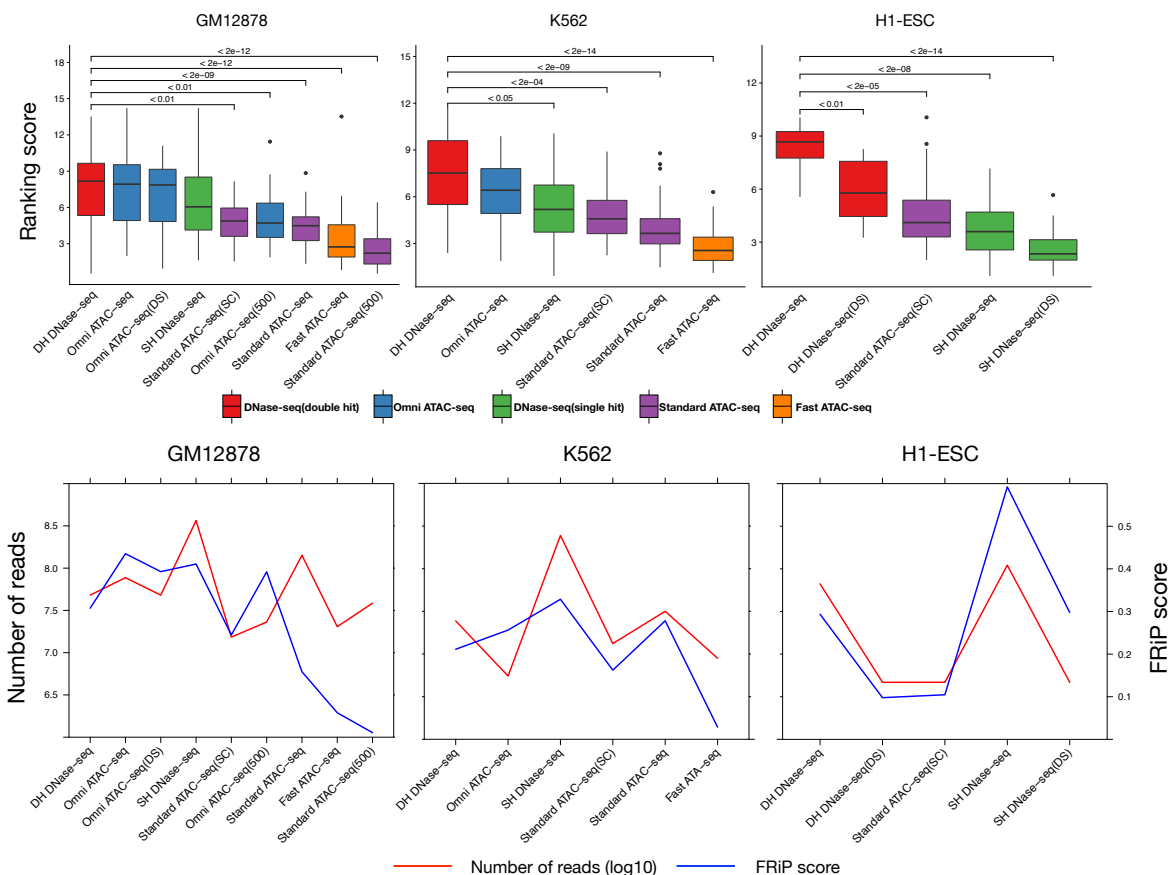 GM12878
K562
H1-ESC
Ranking score
18
15
12
9
6
3
< 2e−12
< 2e−12
< 2e−09
< 0.01
< 0.01
15
12
9
6
3
< 2e−14
< 2e−09
< 2e−04
< 0.05
12
9
6
3
< 2e−14
< 2e−08
< 2e−05
< 0.01
DH DNase−seq
Omni ATAC−seq
Omni ATAC−seq(DS)
SH DNase−seq
Standard ATAC−seq(SC)
Omni ATAC−seq(500)
Standard ATAC−seq
Fast ATAC−seq
Standard ATAC−seq(500)
DH DNase−seq
Omni ATAC−seq
SH DNase−seq
Standard ATAC−seq(SC)
Standard ATAC−seq
Fast ATAC−seq
DH DNase−seq
DH DNase−seq(DS)
Standard ATAC−seq(SC)
SH DNase−seq
SH DNase−seq(DS)
DNase-seq(double hit) Omni ATAC-seq DNase-seq(single hit) Standard ATAC-seq Fast ATAC-seq
GM12878
K562
H1-ESC
Number of reads
8.5
8.0
7.5
7.0
6.5
0.5
0.4
0.3
0.2
0.1
FRiP score
DH DNase−seq
Omni ATAC−seq
Omni ATAC−seq(DS)
SH DNase−seq
Standard ATAC−seq(SC)
Omni ATAC−seq(500)
Standard ATAC−seq
Fast ATAC−seq
Standard ATAC−seq(500)
DH DNase−seq
Omni ATAC−seq
SH DNase−seq
Standard ATAC−seq(SC)
Standard ATAC−seq
Fast ATA−seq
DH DNase−seq
DH DNase−seq(DS)
Standard ATAC−seq(SC)
SH DNase−seq
SH DNase−seq(DS)
Number of reads (log10) FRiP score